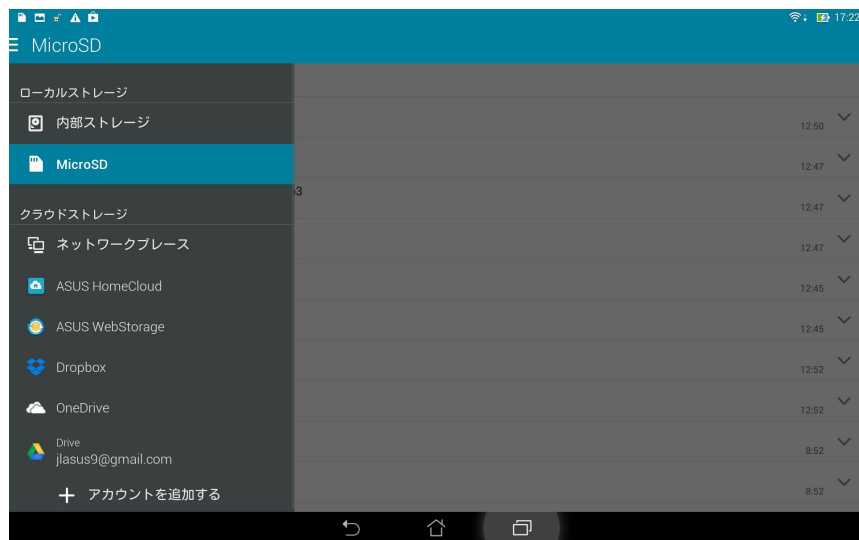 17:22
MicroSD
ローカルストレージ
内部ストレージ
12:50
MicroSD
12:47
クラウドストレージ
12:47
ネットワークプレース
12:47
ASUS HomeCloud
12:45
ASUS WebStorage
12:45
Dropbox
12:52
OneDrive
12:52
Drive
jlasus9@gmail.com
8:52
アカウントを追加する
8:52